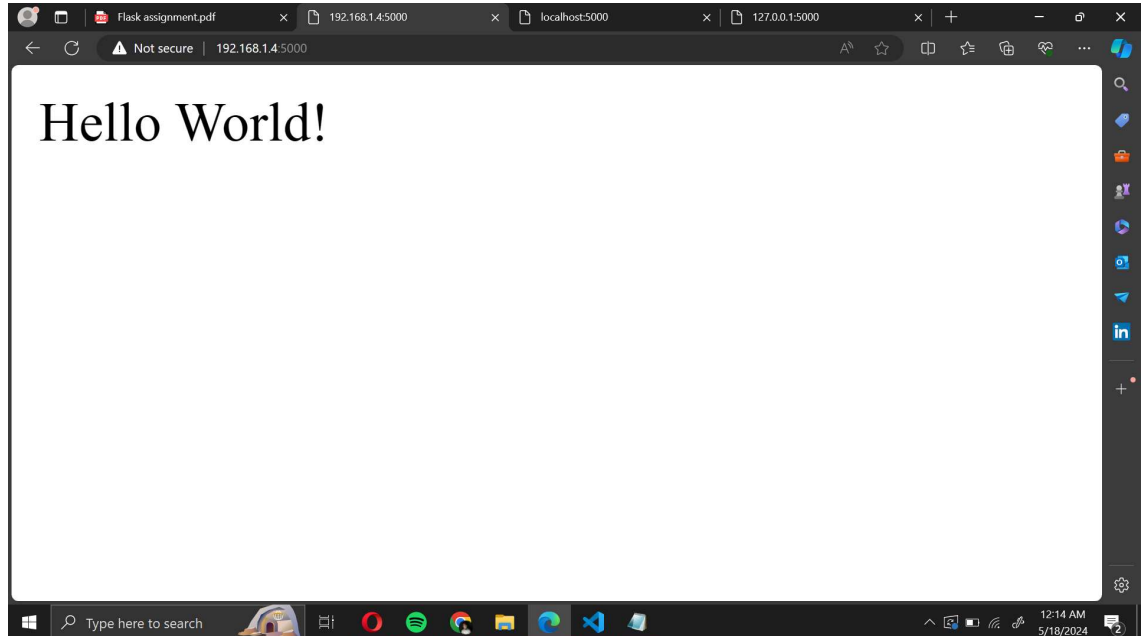 Flask assignment.pdf
192.168.1.4:5000
localhost:5000
127.0.0.1:5000
Not secure 192.168.1.4:5000
Hello World!
Type here to search
12:14 AM
5/18/2024
2